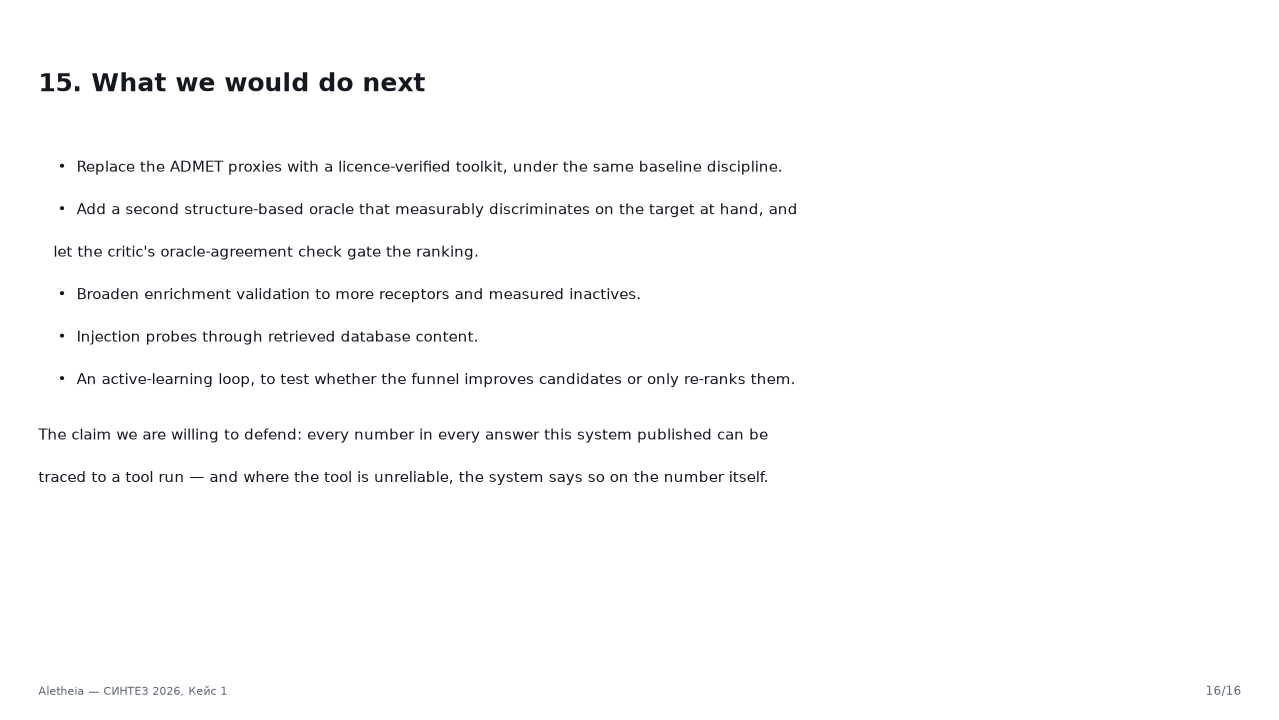 15. What we would do next
• Replace the ADMET proxies with a licence-verified toolkit, under the same baseline discipline.
• Add a second structure-based oracle that measurably discriminates on the target at hand, and
let the critic's oracle-agreement check gate the ranking.
• Broaden enrichment validation to more receptors and measured inactives.
• Injection probes through retrieved database content.
• An active-learning loop, to test whether the funnel improves candidates or only re-ranks them.
The claim we are willing to defend: every number in every answer this system published can be
traced to a tool run — and where the tool is unreliable, the system says so on the number itself.
Aletheia — СИНТЕЗ 2026, Кейс 1
16/16